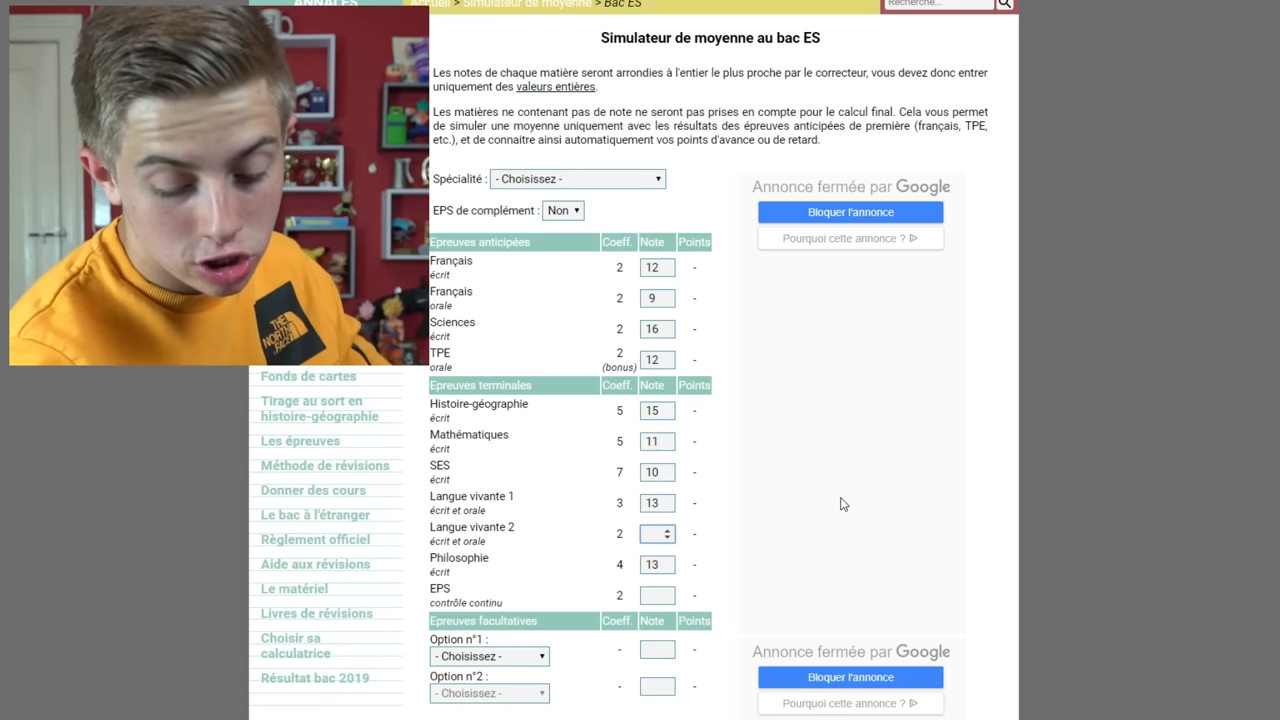 ANNALES
Accueil > Simulateur de moyenne > Bac ES
Recherche...
Simulateur de moyenne au bac ES
Les notes de chaque matière seront arrondies à l'entier le plus proche par le correcteur, vous devez donc entrer
uniquement des valeurs entières.
Les matières ne contenant pas de note ne seront pas prises en compte pour le calcul final. Cela vous permet
de simuler une moyenne uniquement avec les résultats des épreuves anticipées de première (français, TPE,
etc.), et de connaitre ainsi automatiquement vos points d'avance ou de retard.
Spécialité : - Choisissez -
EPS de complément : Non
Epreuves anticipées Coeff. Note Points
Français
écrit
2 12 -
Français
orale
2 9 -
Sciences
écrit
2 16 -
TPE
orale
2
(bonus)
12 -
Epreuves terminales Coeff. Note Points
Histoire-géographie
écrit
5 15 -
Mathématiques
écrit
5 11 -
SES
écrit
7 10 -
Langue vivante 1
écrit et orale
3 13 -
Langue vivante 2
écrit et orale
2 -
Philosophie
écrit
4 13 -
EPS
contrôle continu
2 -
Epreuves facultatives Coeff. Note Points
Option n°1 :
- Choisissez -
- -
Option n°2 :
- Choisissez -
- -
Annonce fermée par Google
Bloquer l'annonce
Pourquoi cette annonce ?
Annonce fermée par Google
Bloquer l'annonce
Pourquoi cette annonce ?
Fonds de cartes
Tirage au sort en
histoire-géographie
Les épreuves
Méthode de révisions
Donner des cours
Le bac à l'étranger
Règlement officiel
Aide aux révisions
Le matériel
Livres de révisions
Choisir sa
calculatrice
Résultat bac 2019
THE
NORTH
FACE